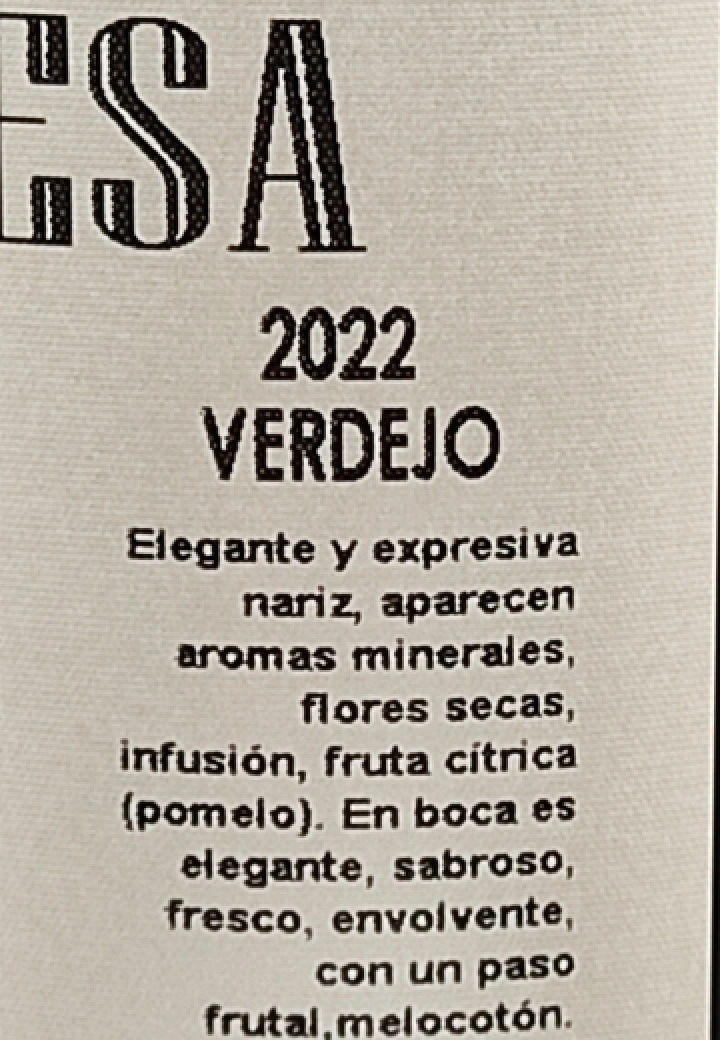 ESA
2022
VERDEJO
Elegante y expresiva
nariz, aparecen
aromas minerales,
flores secas,
infusión, fruta cítrica
(pomelo). En boca es
elegante, sabroso,
fresco, envolvente,
con un paso
frutal,melocotón.